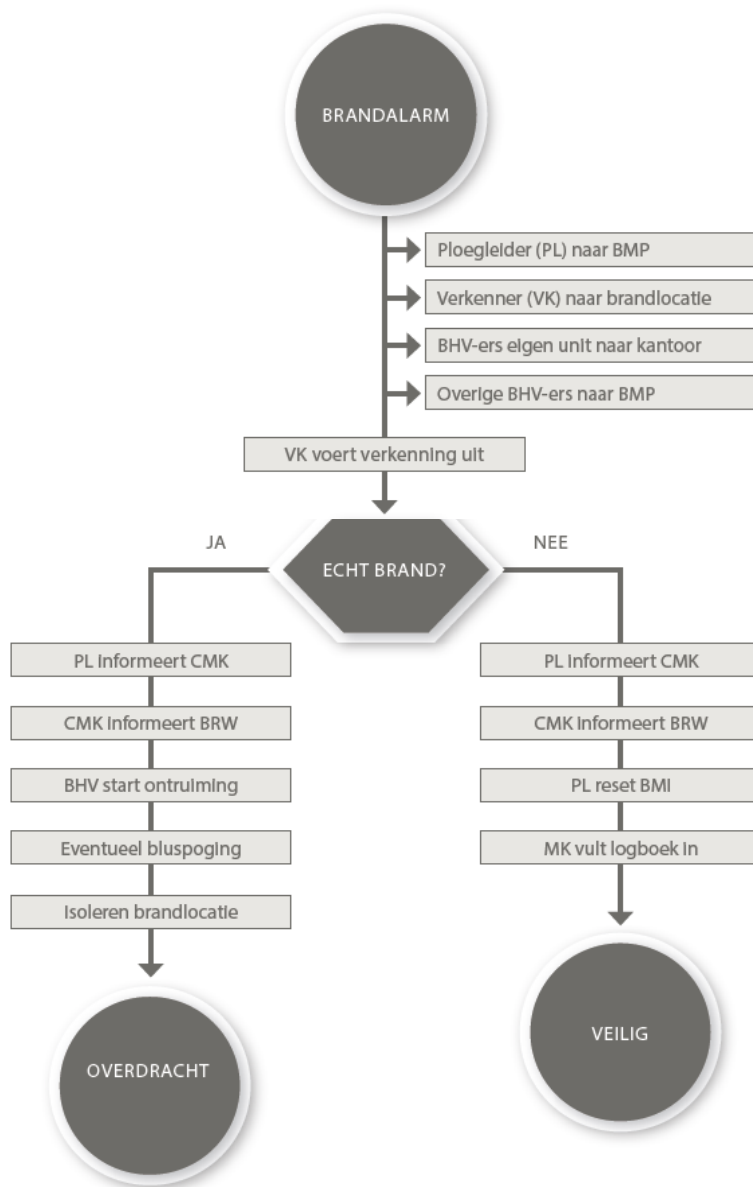 BRANDALARM
Ploegleider (PL) naar BMP
Verkenner (VK) naar brandlocatie
BHV-ers eigen unit naar kantoor
Overige BHV-ers naar BMP
VK voert verkenning uit
JA
ECHT BRAND?
NEE
PL Informeert CMK
CMK Informeert BRW
BHV start ontruiming
Eventueel bluspoging
Isoleren brandlocatie
OVERDRACHT
PL Informeert CMK
CMK Informeert BRW
PL reset BMI
MK vult logboek in
VEILIG